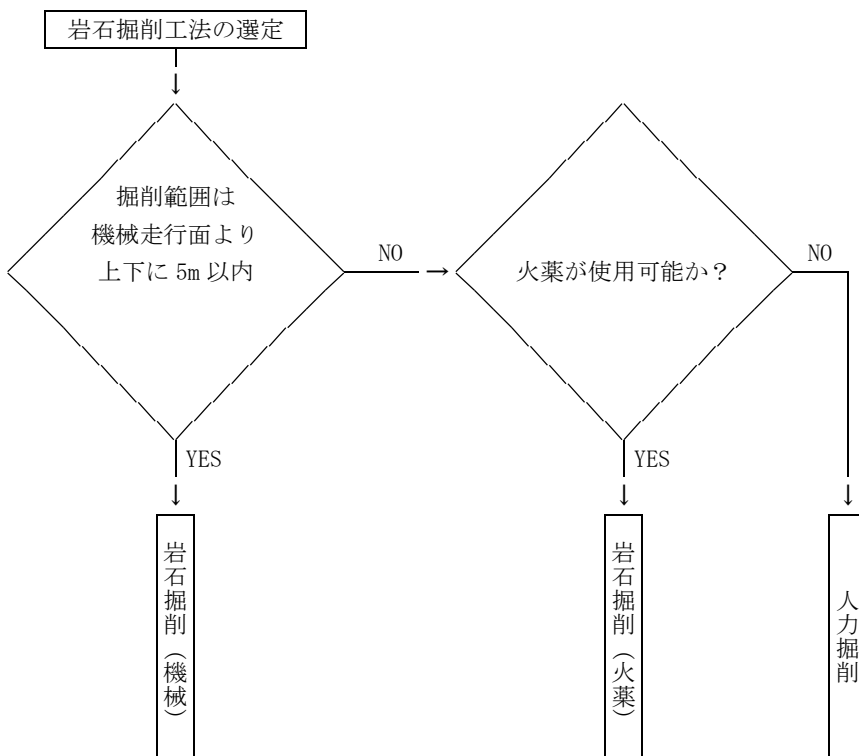 岩石掘削工法の選定
↓
掘削範囲は
機械走行面より
上下に 5m 以内
NO
→
火薬が使用可能か？
NO
YES
↓
YES
↓
↓
岩石掘削（機械）
岩石掘削（火薬）
人力掘削